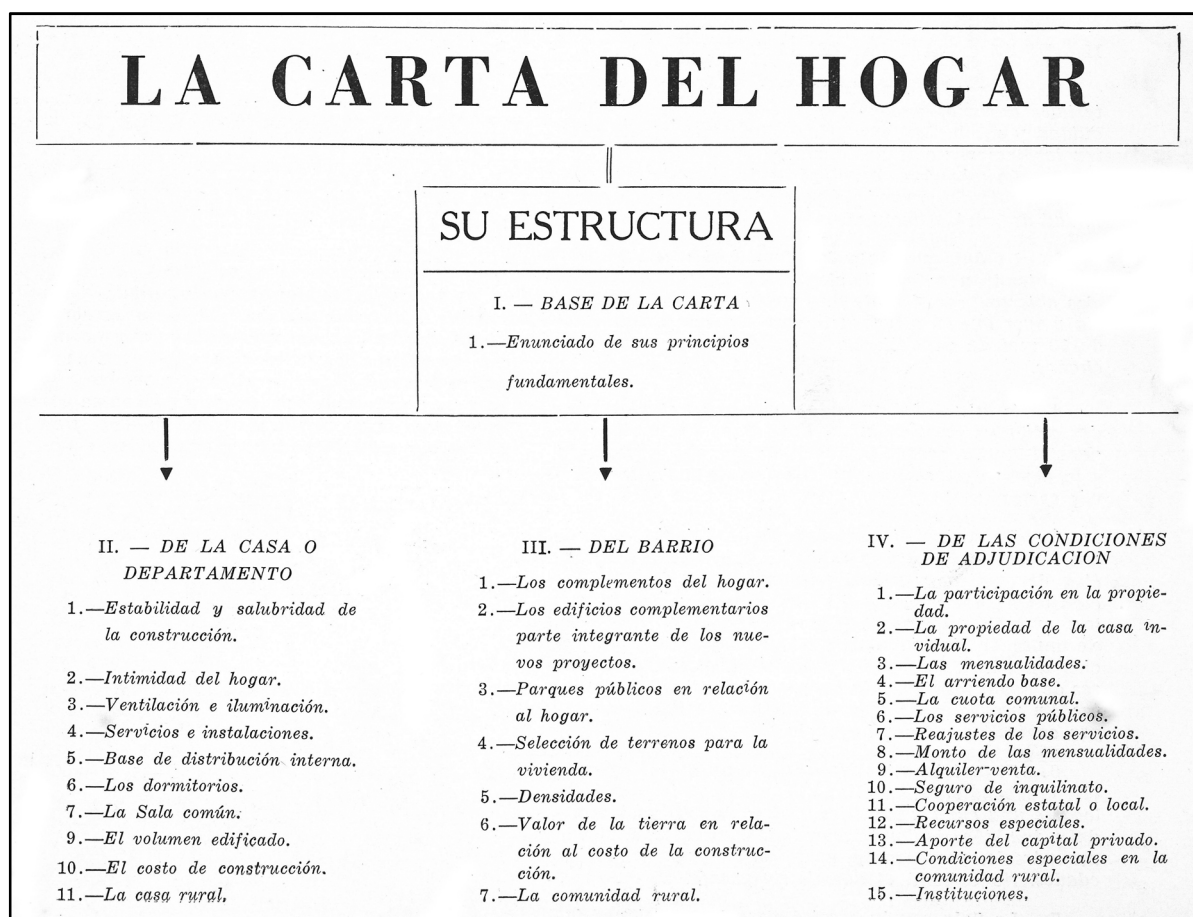 LA CARTA DEL HOGAR
SU ESTRUCTURA
I. — BASE DE LA CARTA
1.—Enunciado de sus principios
fundamentales.
II. — DE LA CASA O
DEPARTAMENTO
1.—Estabilidad y salubridad de
la construcción.
2.—Intimidad del hogar.
3.—Ventilación e iluminación.
4.—Servicios e instalaciones.
5.—Base de distribución interna.
6.—Los dormitorios.
7.—La Sala común.
9.—El volumen edificado.
10.—El costo de construcción.
11.—La casa rural.
III. — DEL BARRIO
1.—Los complementos del hogar.
2.—Los edificios complementarios
parte integrante de los nue-
vos proyectos.
3.—Parques públicos en relación
al hogar.
4.—Selección de terrenos para la
vivienda.
5.—Densidades.
6.—Valor de la tierra en rela-
ción al costo de la construc-
ción.
7.—La comunidad rural.
IV. — DE LAS CONDICIONES
DE ADJUDICACION
1.—La participación en la propie-
dad.
2.—La propiedad de la casa in-
vidual.
3.—Las mensualidades.
4.—El arriendo base.
5.—La cuota comunal.
6.—Los servicios públicos.
7.—Reajustes de los servicios.
8.—Monto de las mensualidades.
9.—Alquiler-venta.
10.—Seguro de inquilinato.
11.—Cooperación estatal o local.
12.—Recursos especiales.
13.—Aporte del capital privado.
14.—Condiciones especiales en la
comunidad rural.
15.—Instituciones.